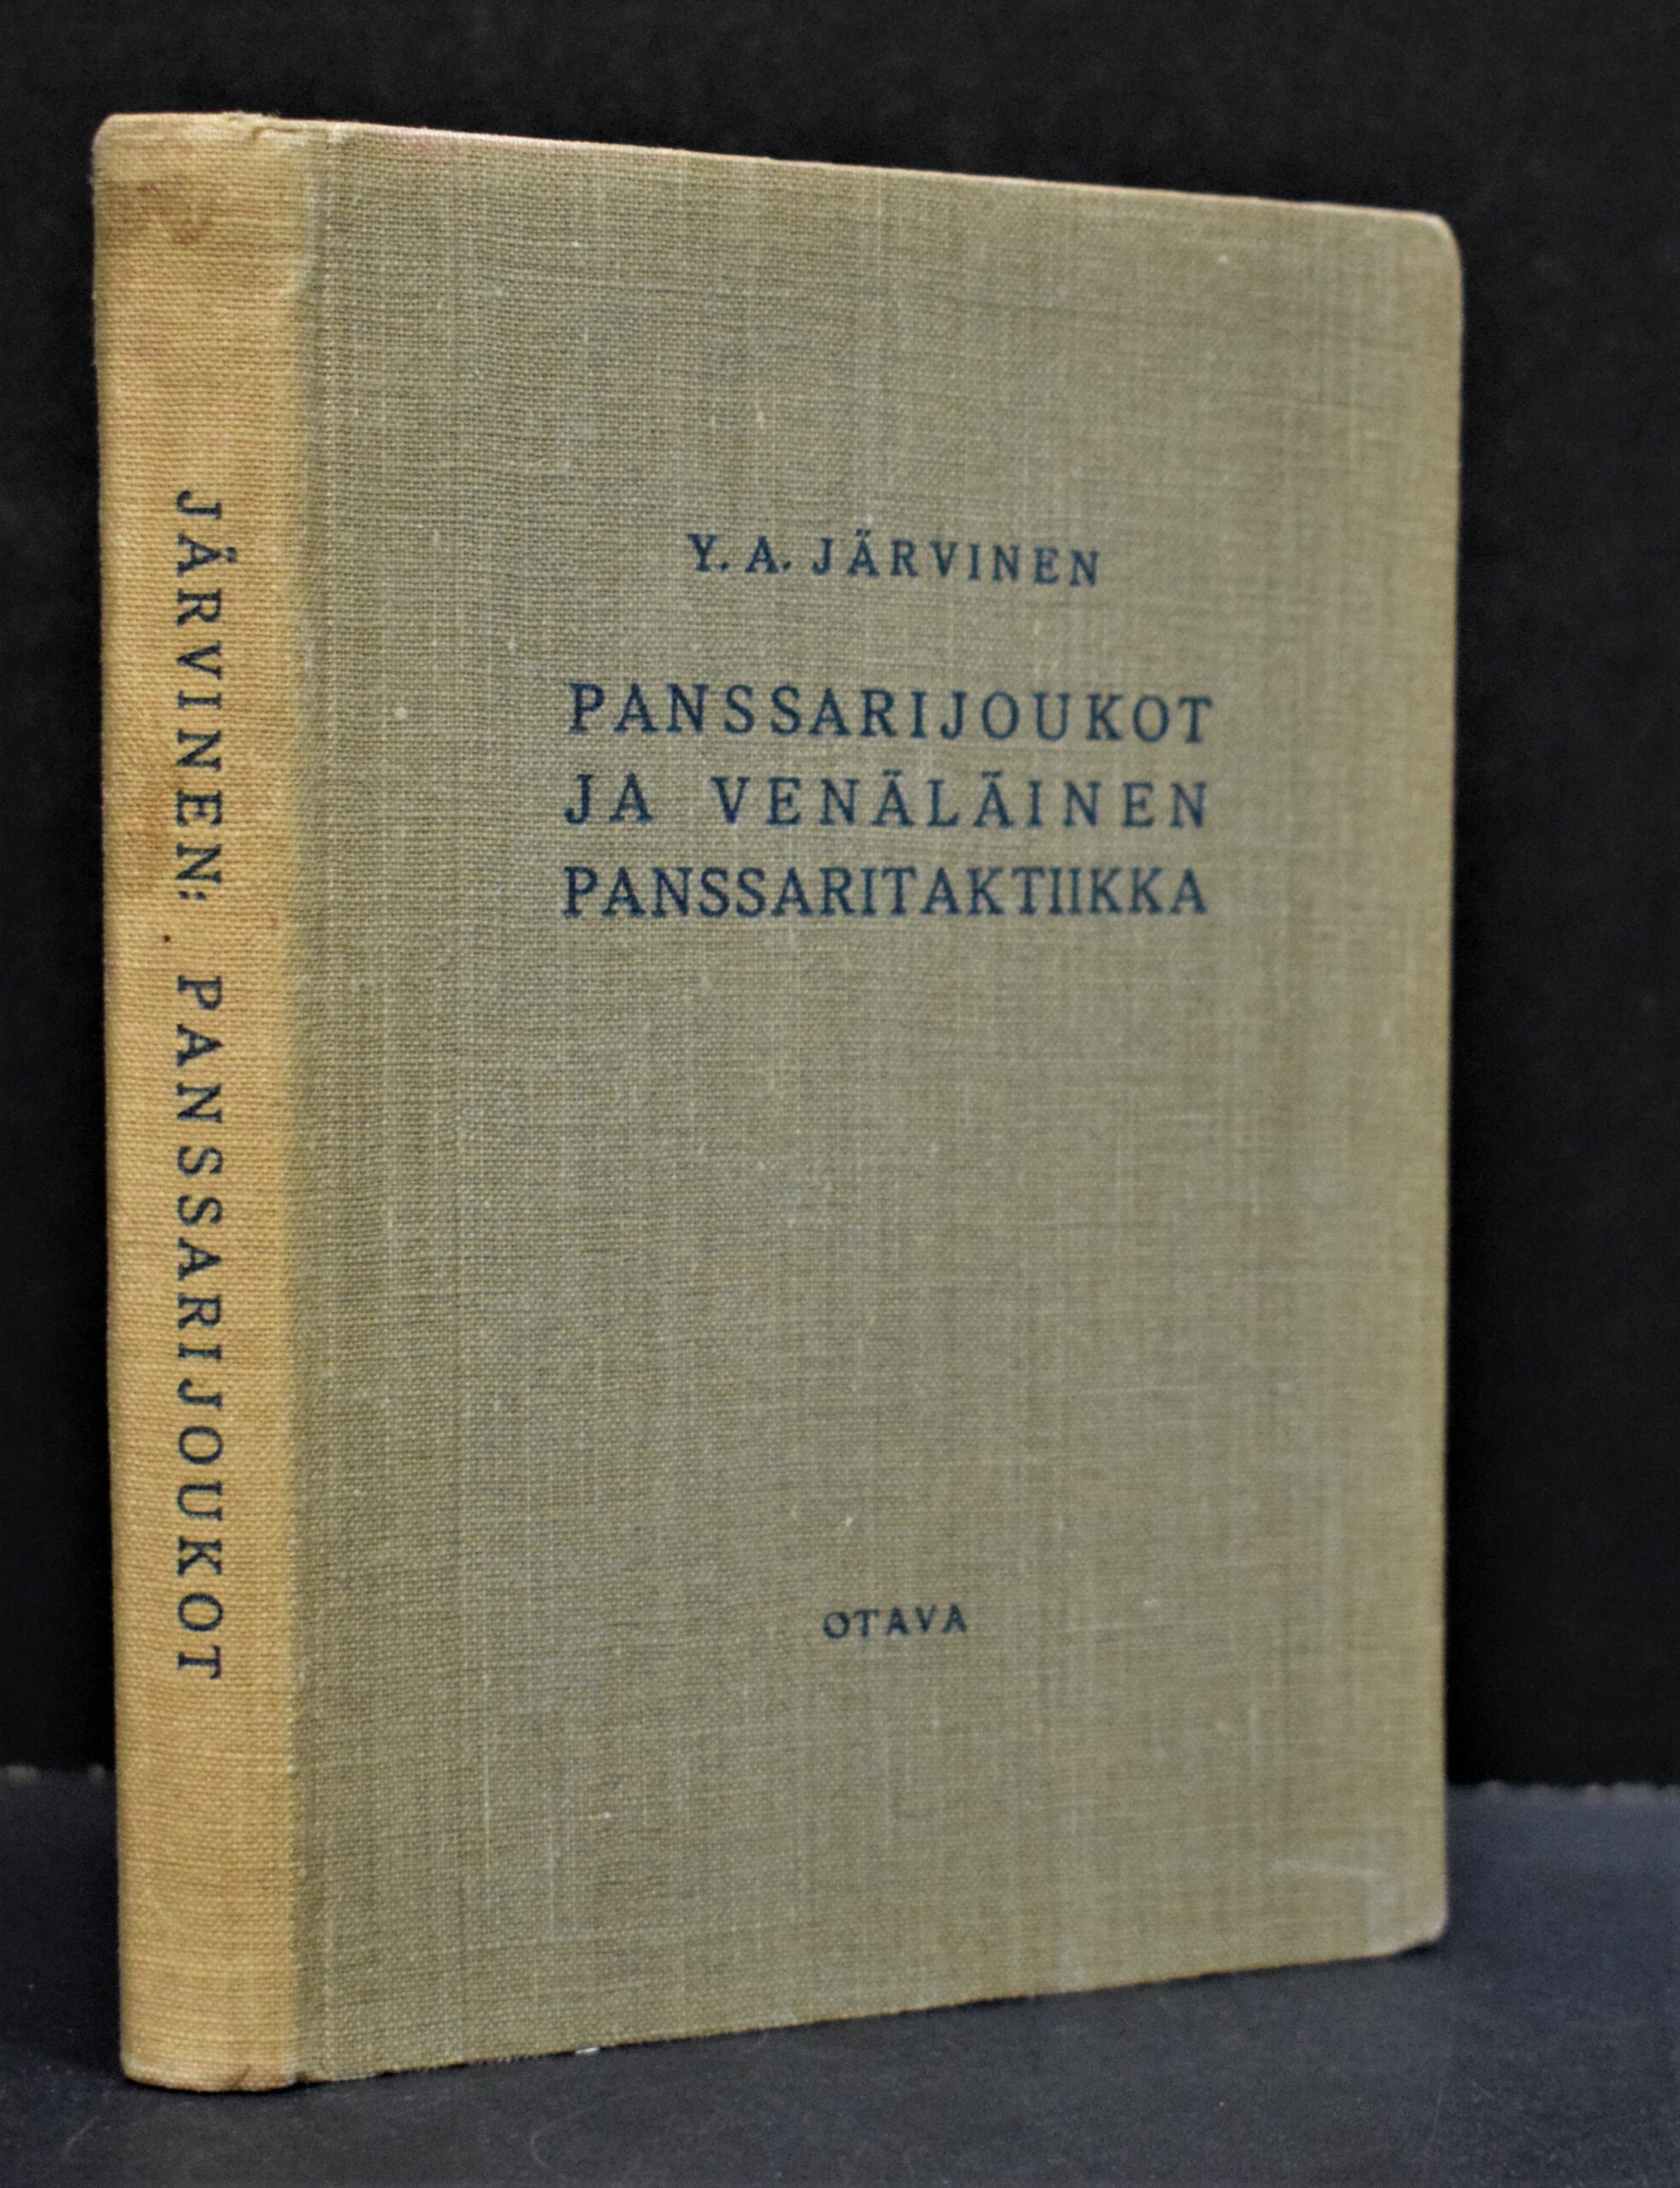 JÄRVINEN: PANSSARIJOUKOT
Y. A. JÄRVINEN
PANSSARIJOUKOT
JA VENÄLÄINEN
PANSSARITAKTIIKKA
OTAVA